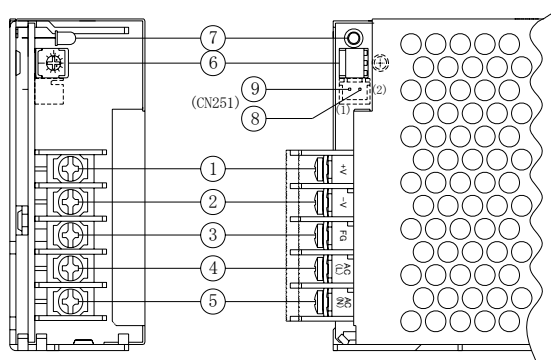 ⑦
⑥
⑨
(CN251)
⑧
(1)
(2)
①
②
③
④
⑤
+V
-V
FG
AC
(L)
AC
(N)